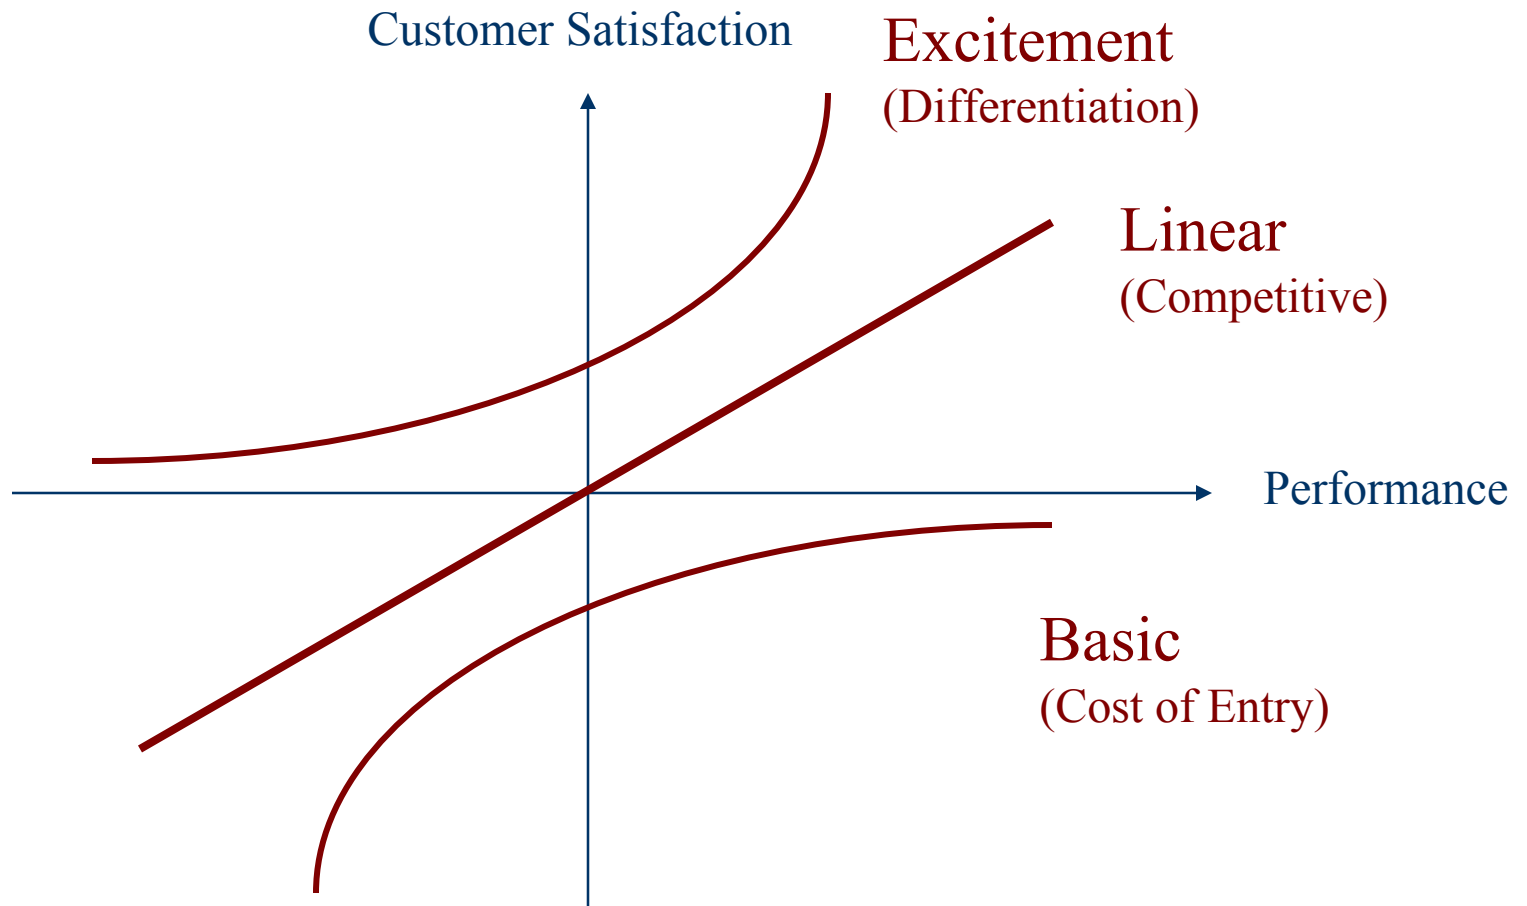 Customer Satisfaction
Excitement
(Differentiation)
Linear
(Competitive)
Performance
Basic
(Cost of Entry)